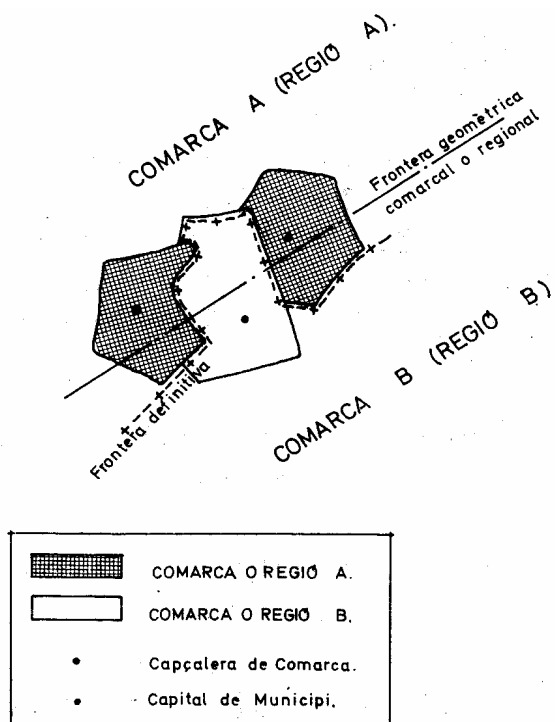 COMARCA A (REGIÓ A).
Frontera geomètrica
comarcal o regional
Frontera definitiva
COMARCA B (REGIÓ B)
COMARCA O REGIÓ A.
COMARCA O REGIÓ B.
Capçalera de Comarca.
Capital de Municipi.